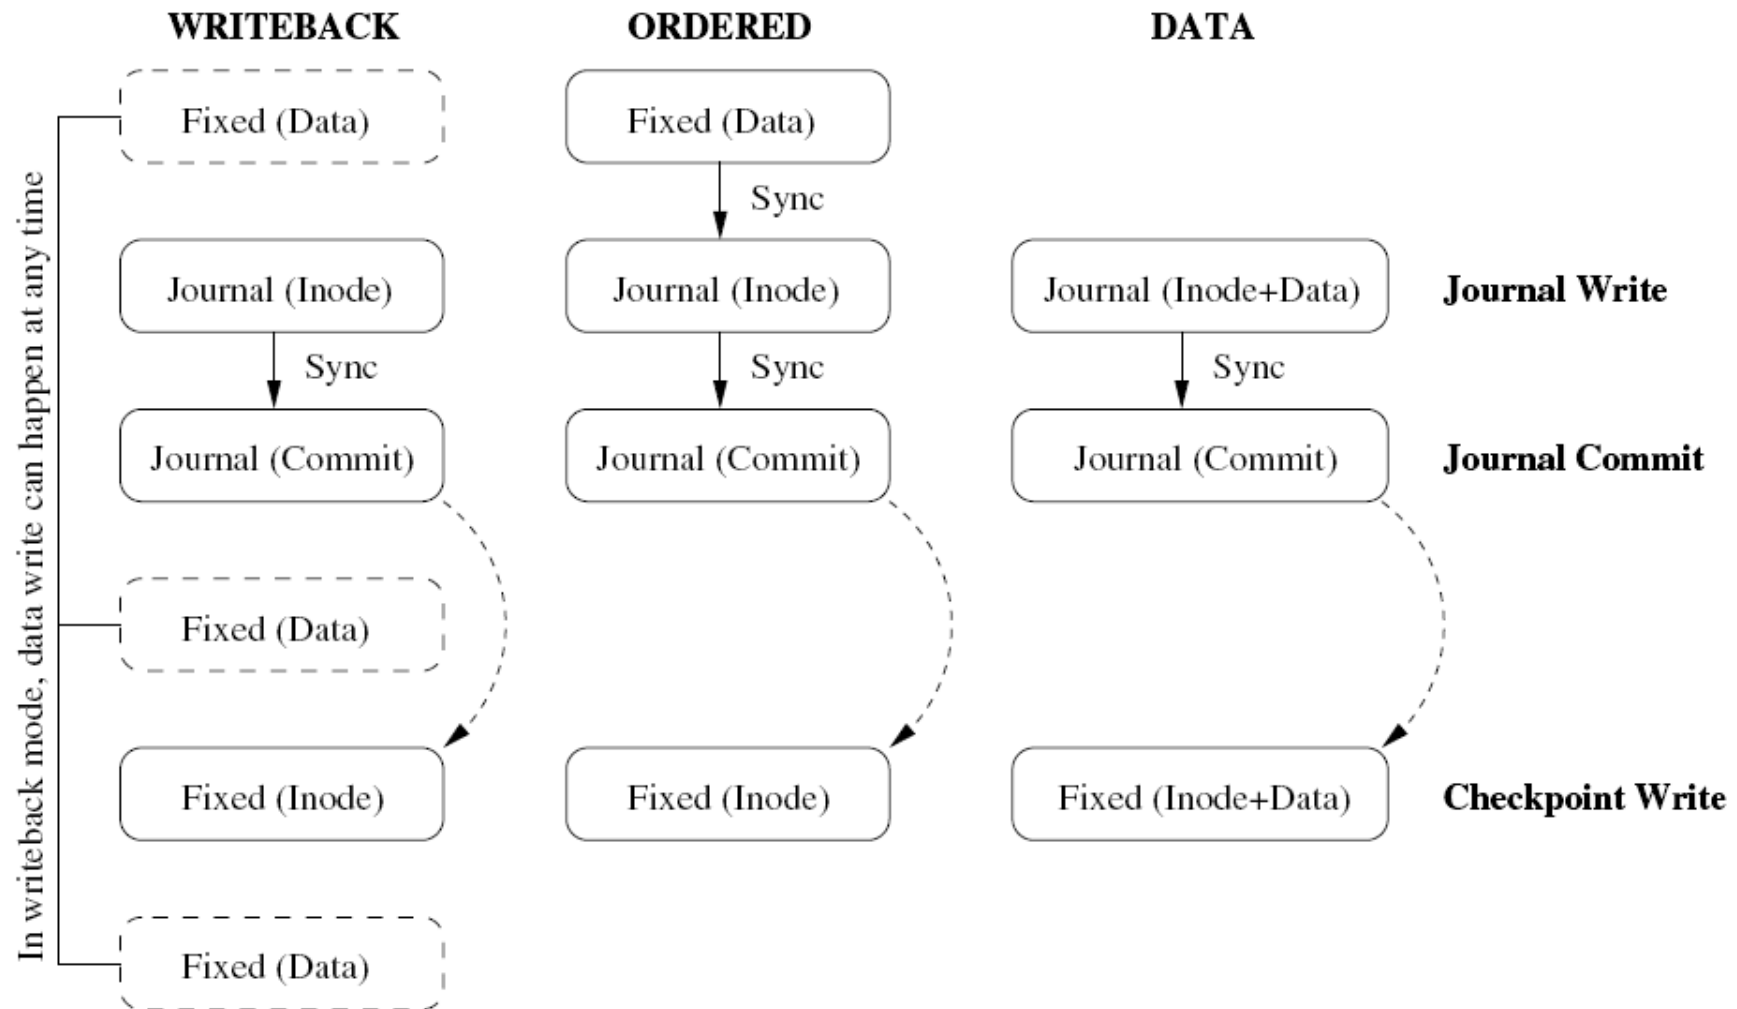 WRITEBACK ORDERED DATA
Fixed (Data) Fixed (Data)
Sync
Journal (Inode) Journal (Inode) Journal (Inode+Data) Journal Write
Sync Sync Sync
Journal (Commit) Journal (Commit) Journal (Commit) Journal Commit
Fixed (Data)
Fixed (Inode) Fixed (Inode) Fixed (Inode+Data) Checkpoint Write
Fixed (Data)
In writeback mode, data write can happen at any time